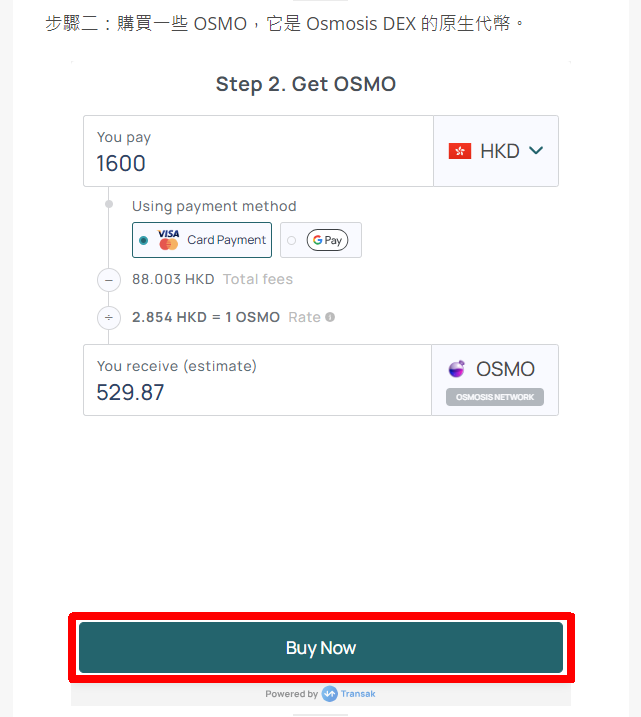 步驟二：購買一些 OSMO，它是 Osmosis DEX 的原生代幣。
Step 2. Get OSMO
You pay
1600
HKD
Using payment method
VISA Card Payment
G Pay
88.003 HKD Total fees
2.854 HKD = 1 OSMO Rate
You receive (estimate)
529.87
OSMO
OSMOSIS NETWORK
Buy Now
Powered by Transak